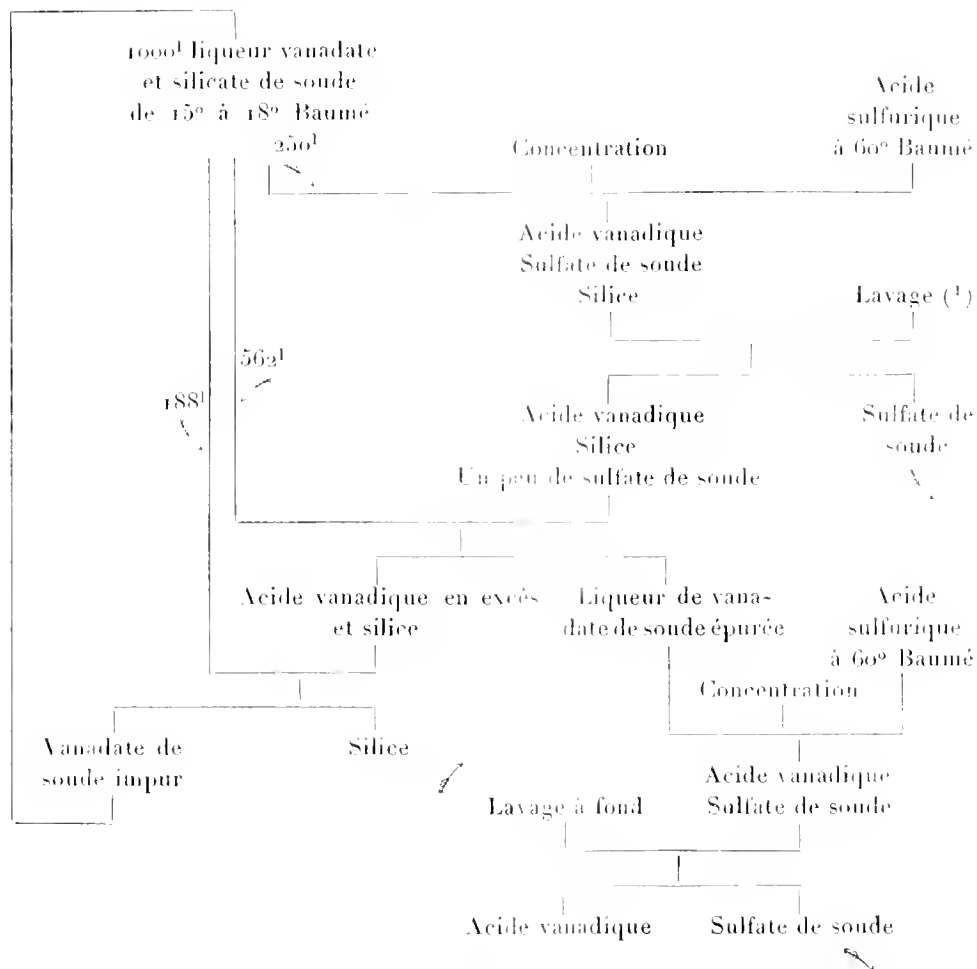 1000l liqueur vanadate
et silicate de soude
de 15° à 18° Baumé
250l
Concentration
Acide
sulfurique
à 60° Baumé
Acide vanadique
Sulfate de soude
Silice
Lavage (1)
562l
188l
Acide vanadique
Silice
Un peu de sulfate de soude
Sulfate de
soude
Acide vanadique en excès
et silice
Liqueur de vana-
date de soude épurée
Acide
sulfurique
à 60° Baumé
Concentration
Vanadate de
soude impur
Silice
Acide vanadique
Sulfate de soude
Lavage à fond
Acide vanadique
Sulfate de soude